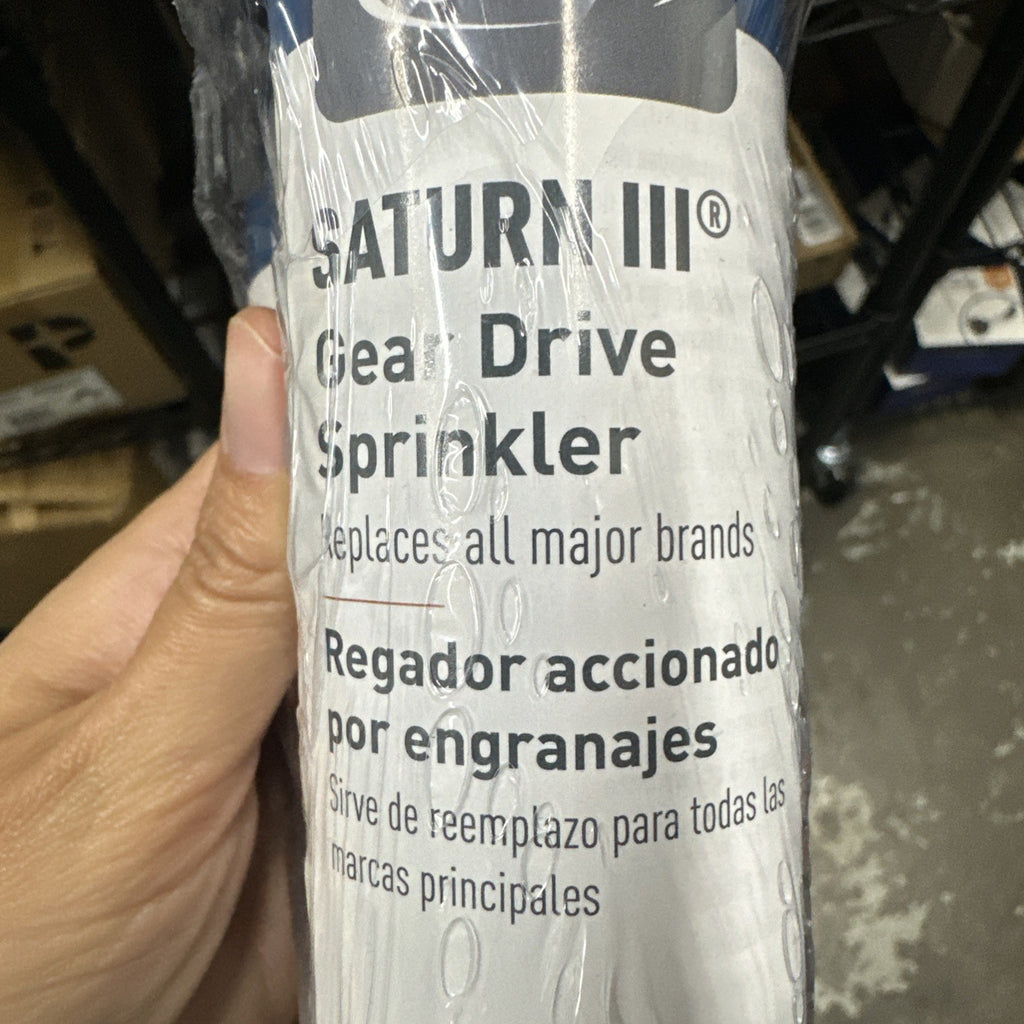 SATURN III®
Gear Drive
Sprinkler
Replaces all major brands
Regador accionado
por engranajes
Sirve de reemplazo para todas las
marcas principales